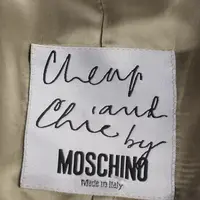 Cheap
and
Chic by
MOSCHINO
Made in Italy